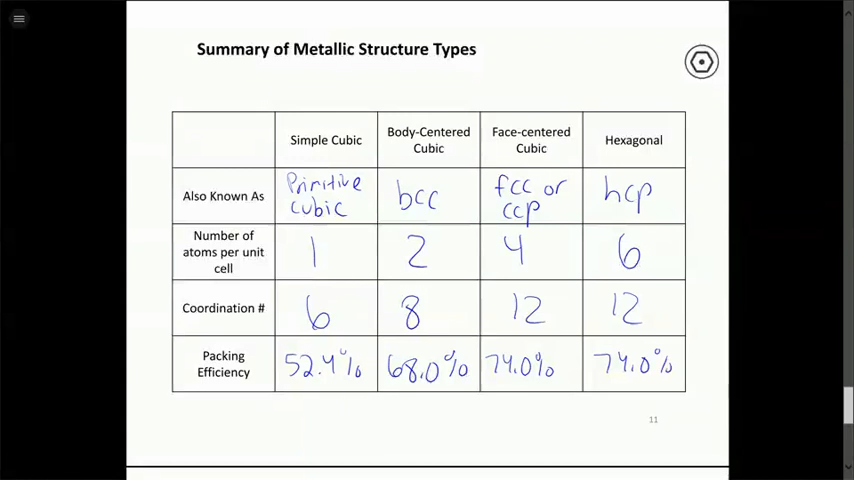 Summary of Metallic Structure Types
Simple Cubic
Body-Centered
Cubic
Face-centered
Cubic
Hexagonal
Also Known As
Primitive
cubic
bcc
fcc or
ccp
hcp
Number of
atoms per unit
cell
1
2
4
6
Coordination #
6
8
12
12
Packing
Efficiency
52.4%
68.0%
74.0%
74.0%
11